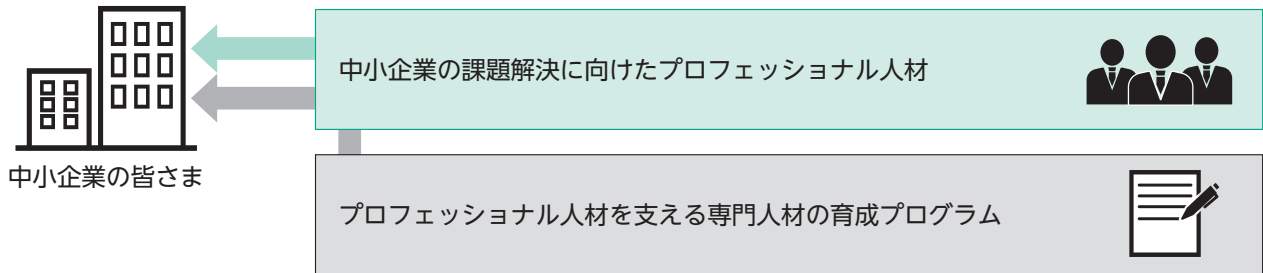 中小企業の課題解決に向けたプロフェッショナル人材
中小企業の皆さま
プロフェッショナル人材を支える専門人材の育成プログラム